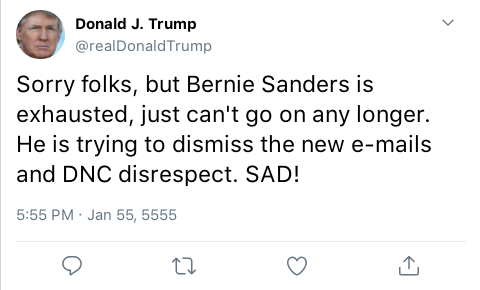 Donald J. Trump
@realDonaldTrump
Sorry folks, but Bernie Sanders is
exhausted, just can't go on any longer.
He is trying to dismiss the new e-mails
and DNC disrespect. SAD!
5:55 PM · Jan 55, 5555